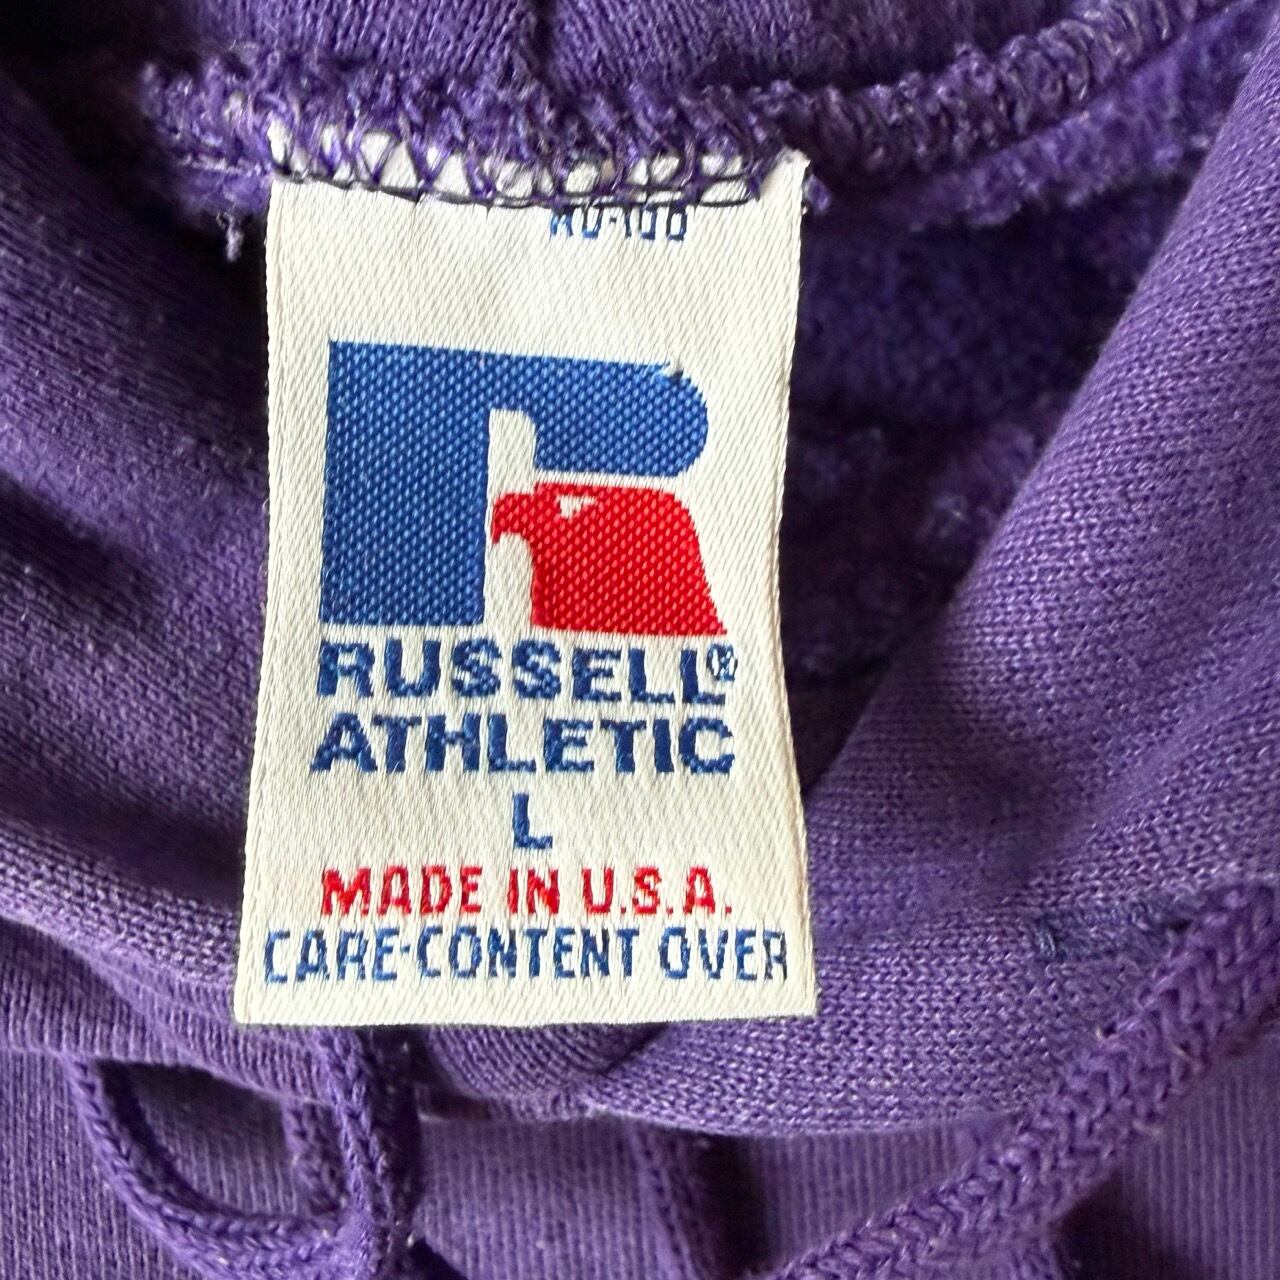 RUSSELL®
ATHLETIC
L
MADE IN U.S.A.
CARE-CONTENT OVER